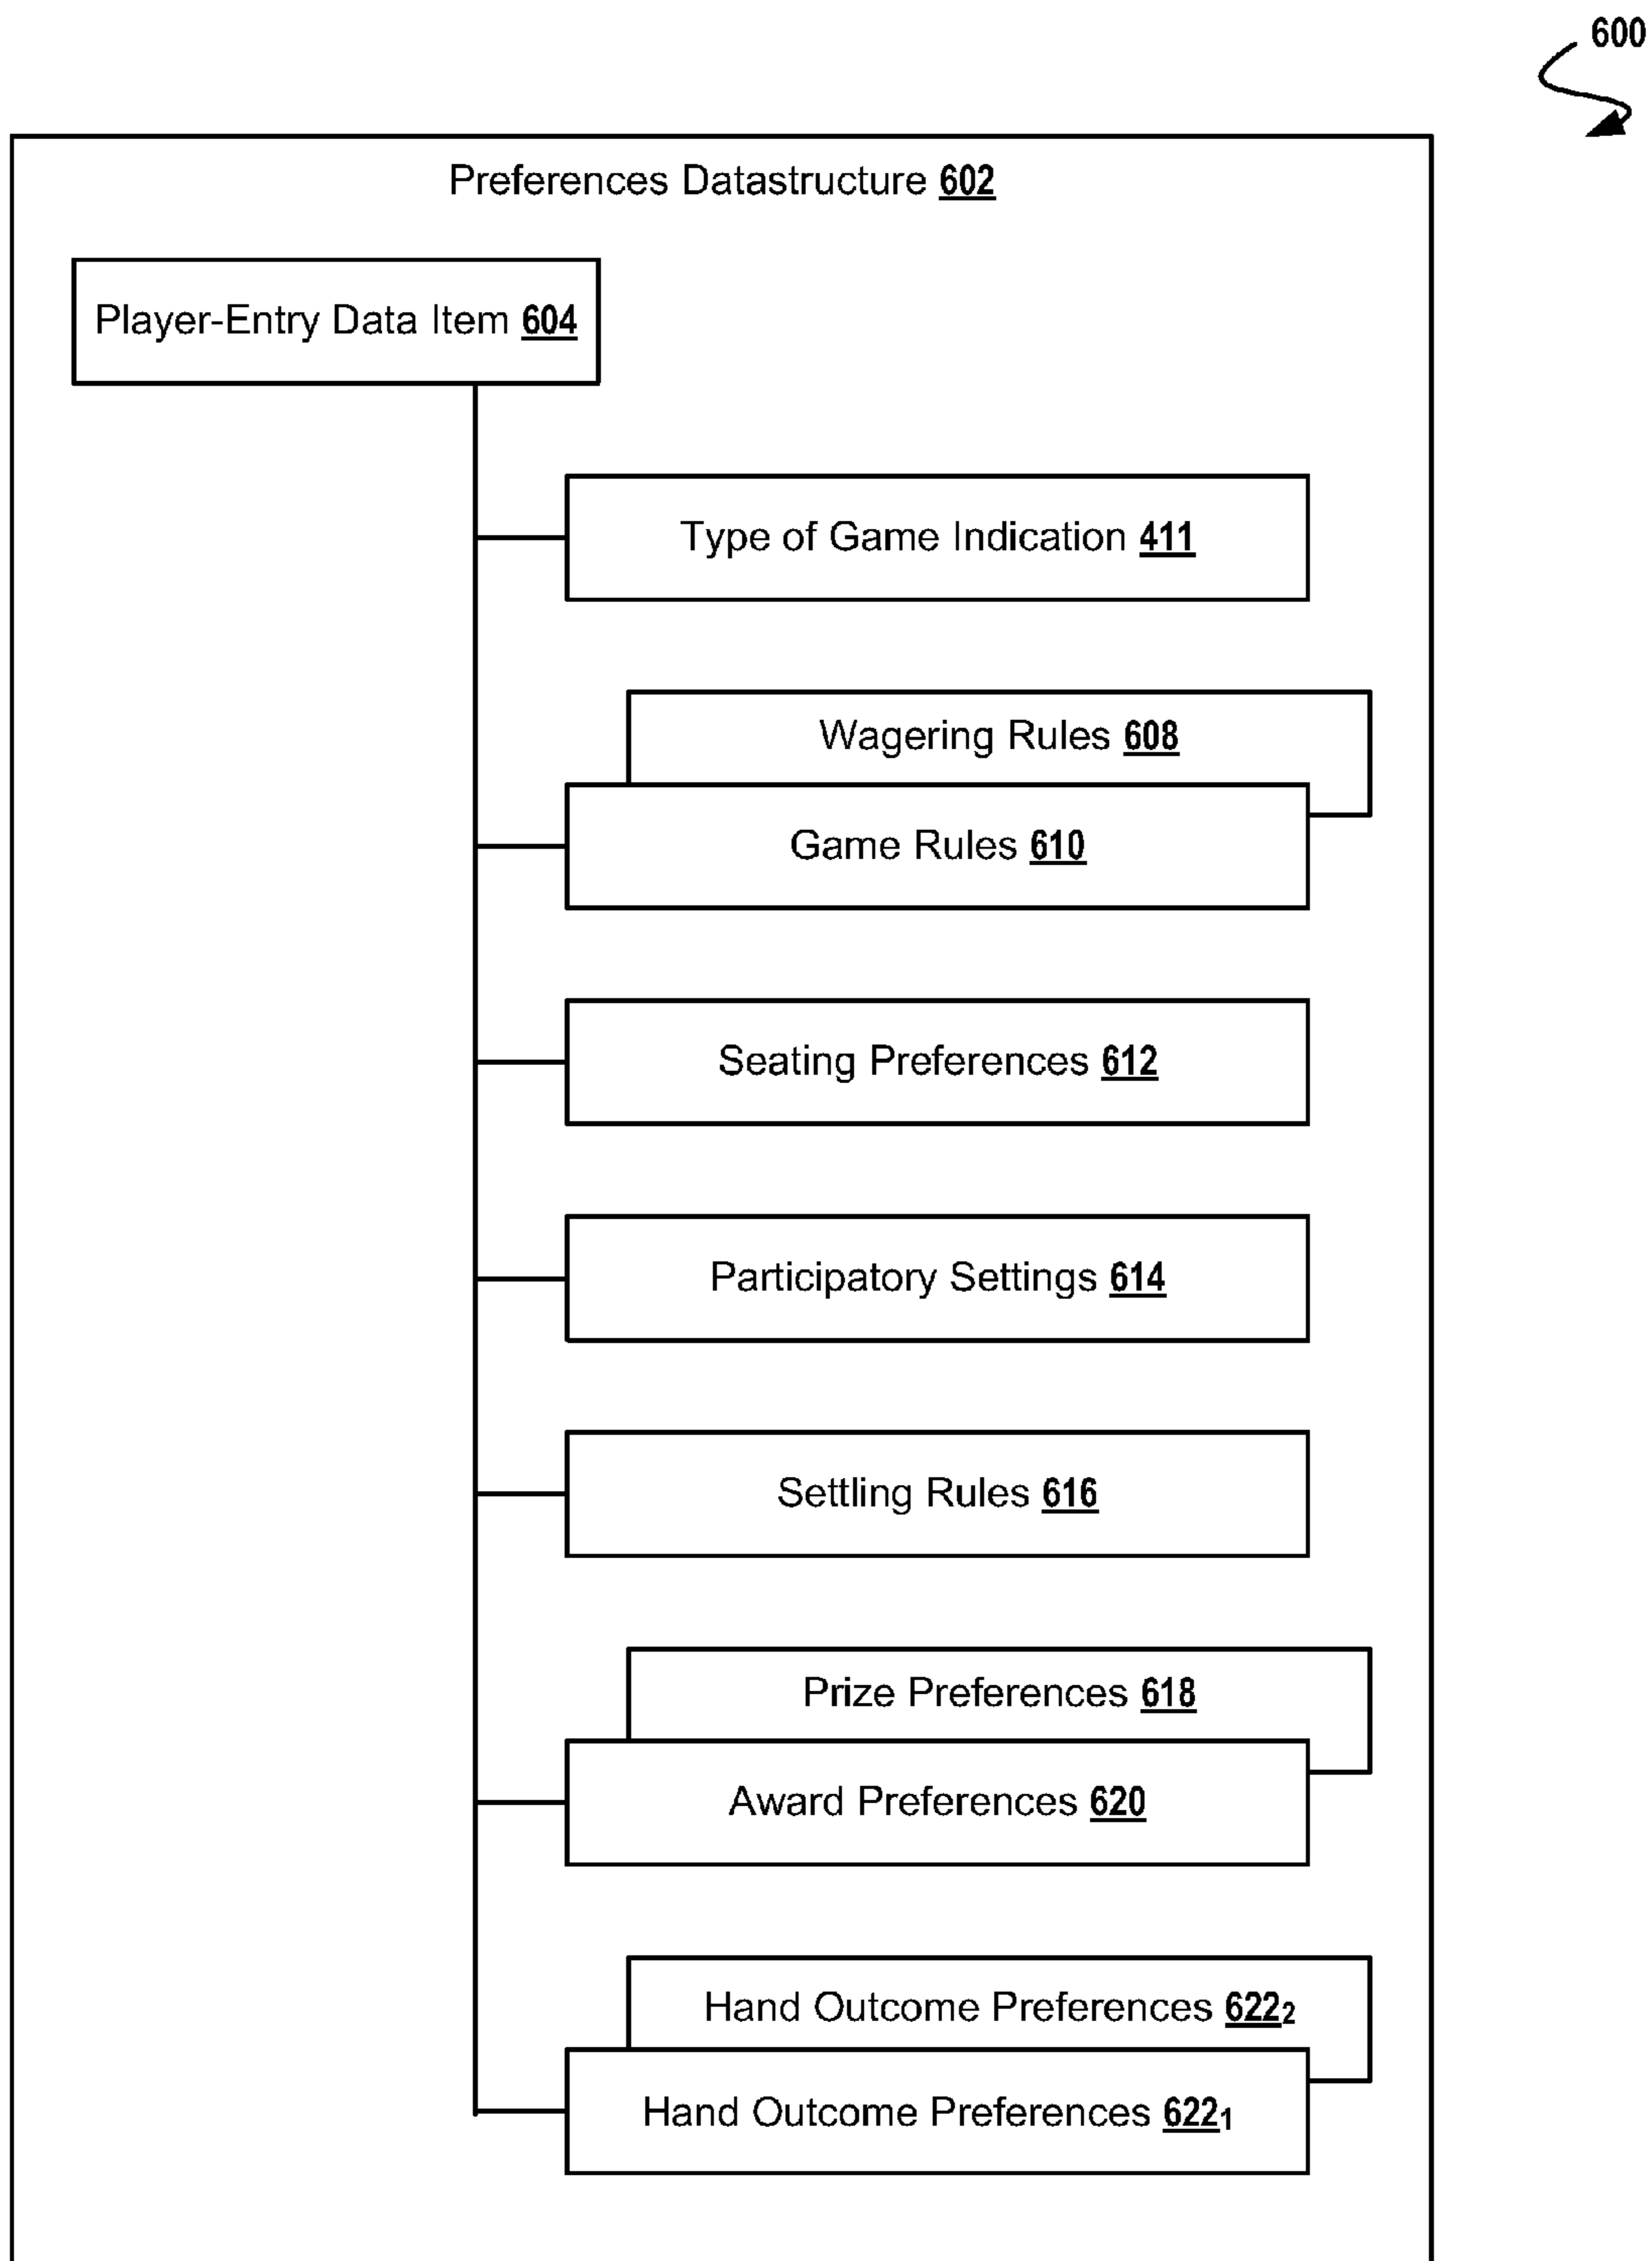 600
Preferences Datastructure 602
Player-Entry Data Item 604
Type of Game Indication 411
Wagering Rules 608
Game Rules 610
Seating Preferences 612
Participatory Settings 614
Settling Rules 616
Prize Preferences 618
Award Preferences 620
Hand Outcome Preferences 622₂
Hand Outcome Preferences 622₁